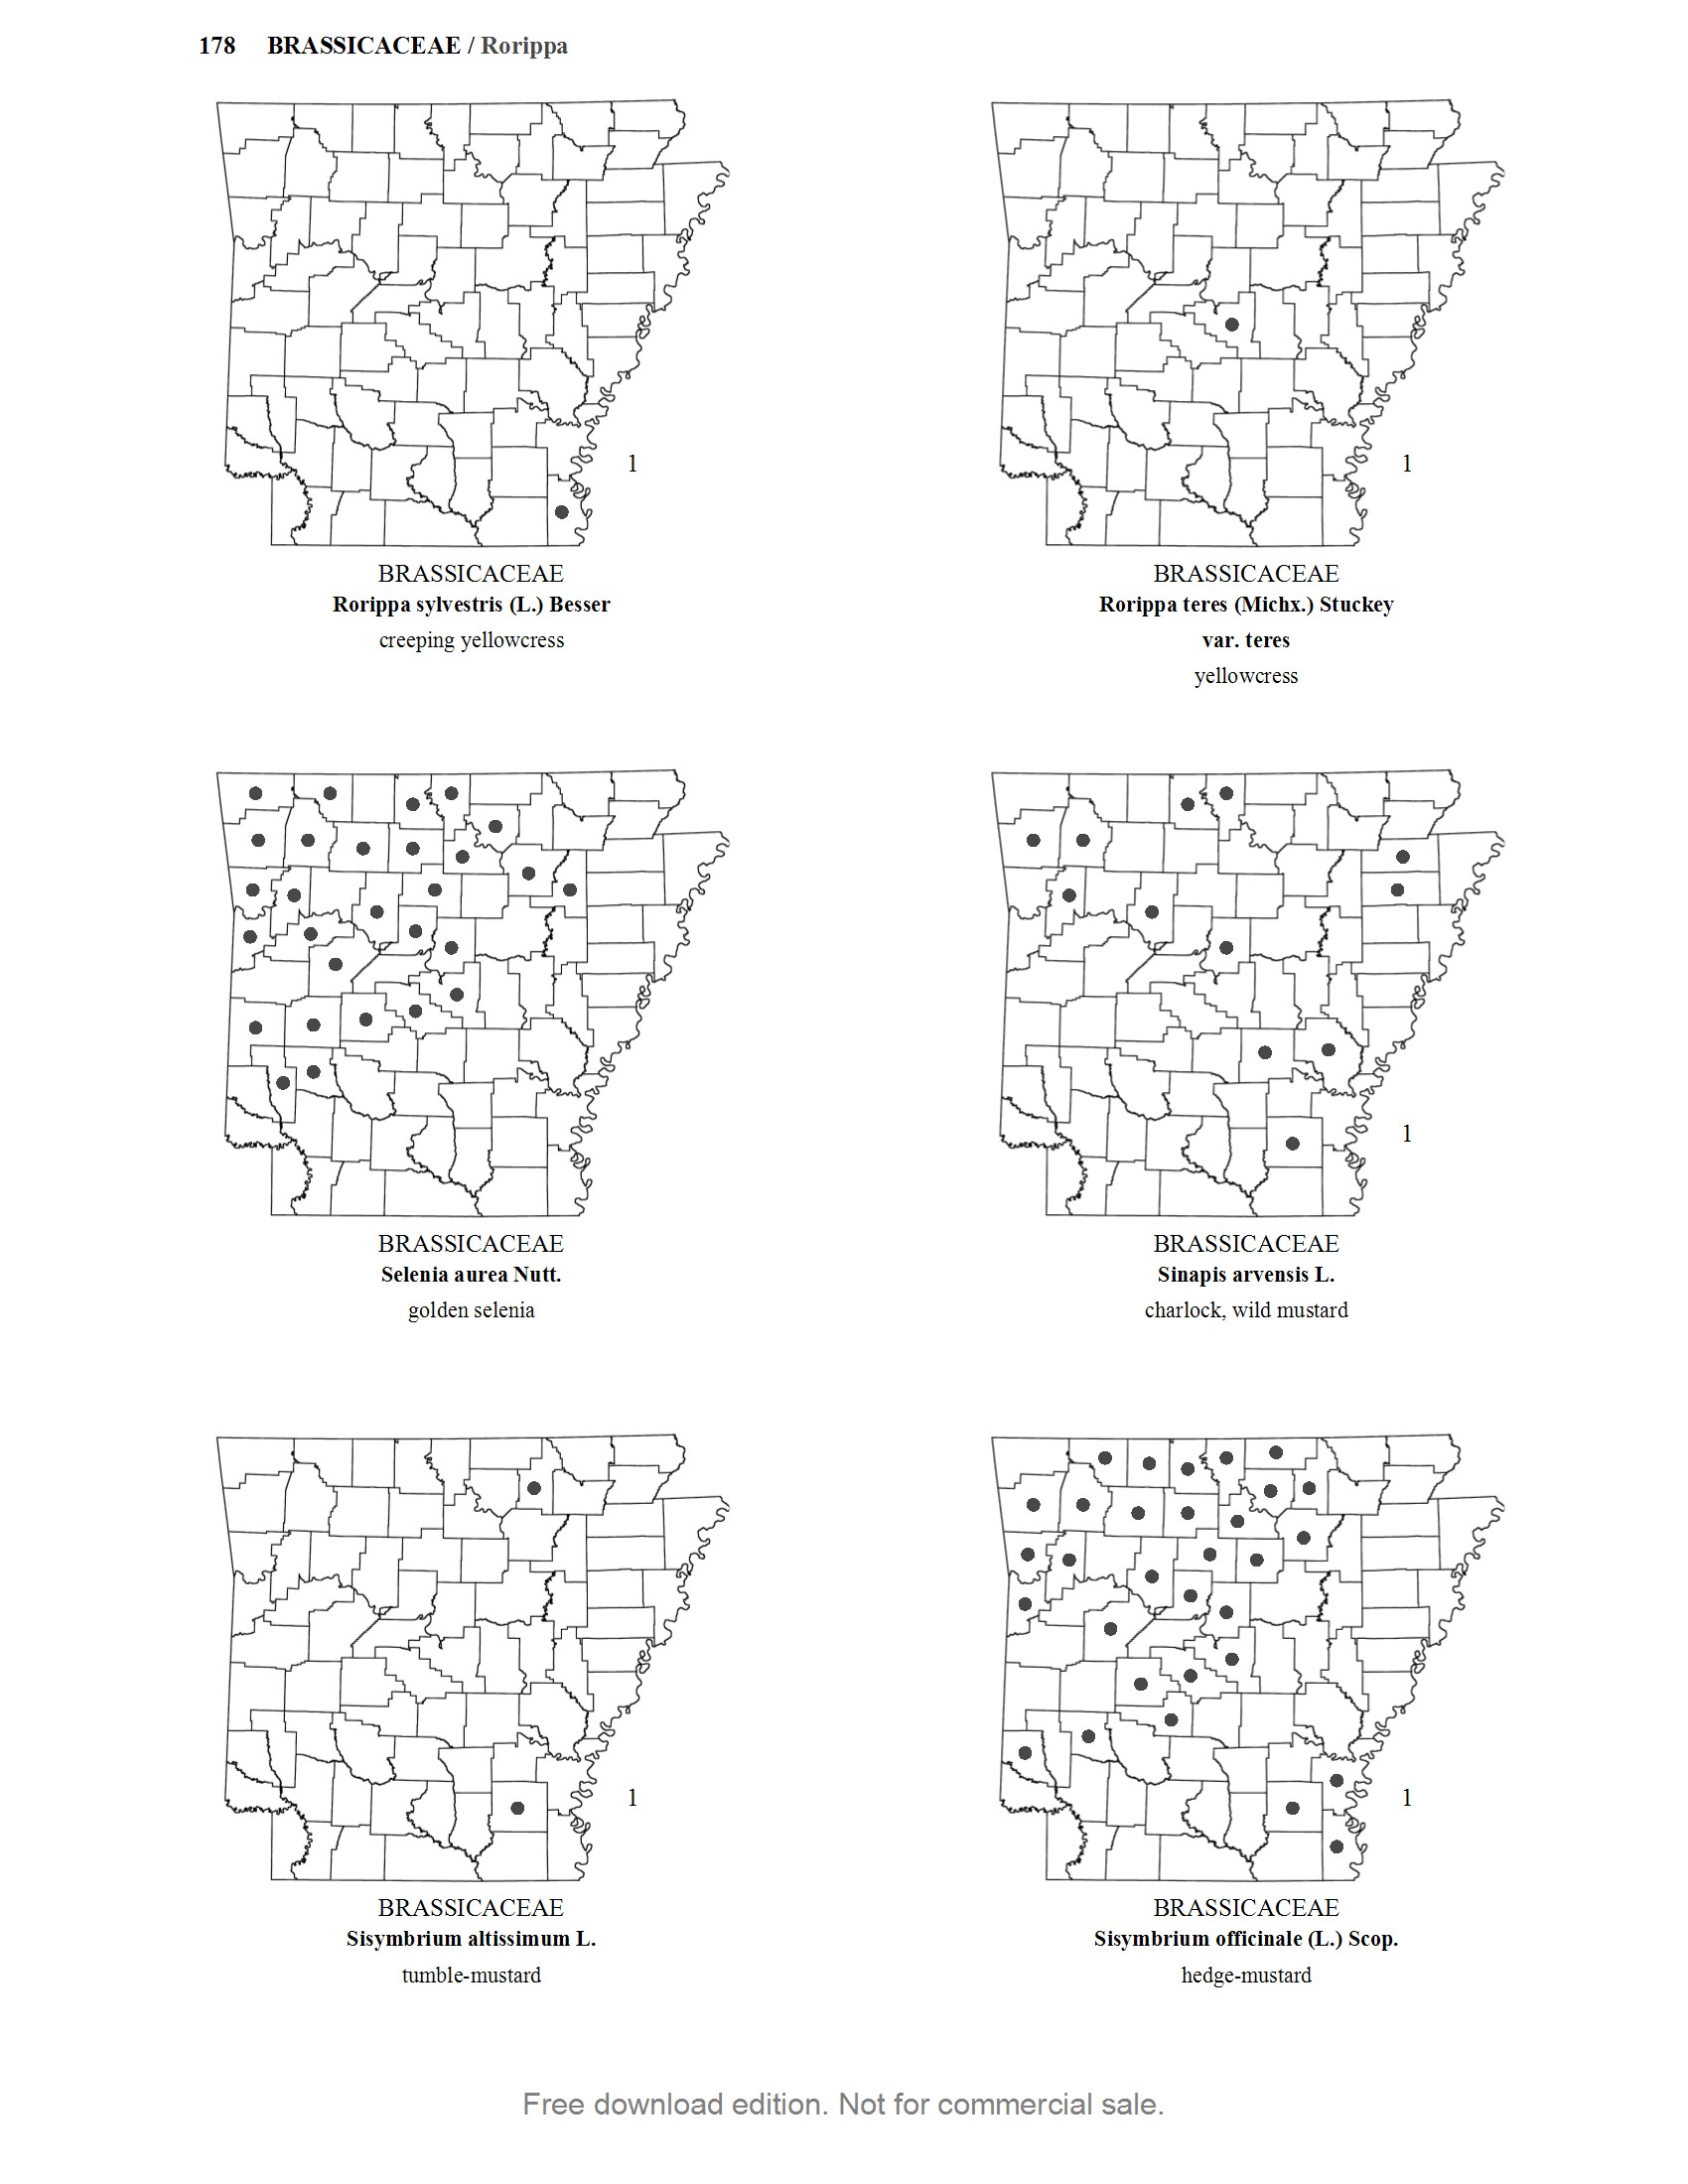 178 BRASSICACEAE / Rorippa
1
BRASSICACEAE
Rorippa sylvestris (L.) Besser
creeping yellowcress
1
BRASSICACEAE
Rorippa teres (Michx.) Stuckey
var. teres
yellowcress
BRASSICACEAE
Selenia aurea Nutt.
golden selenia
1
BRASSICACEAE
Sinapis arvensis L.
charlock, wild mustard
1
BRASSICACEAE
Sisymbrium altissimum L.
tumble-mustard
1
BRASSICACEAE
Sisymbrium officinale (L.) Scop.
hedge-mustard
Free download edition. Not for commercial sale.